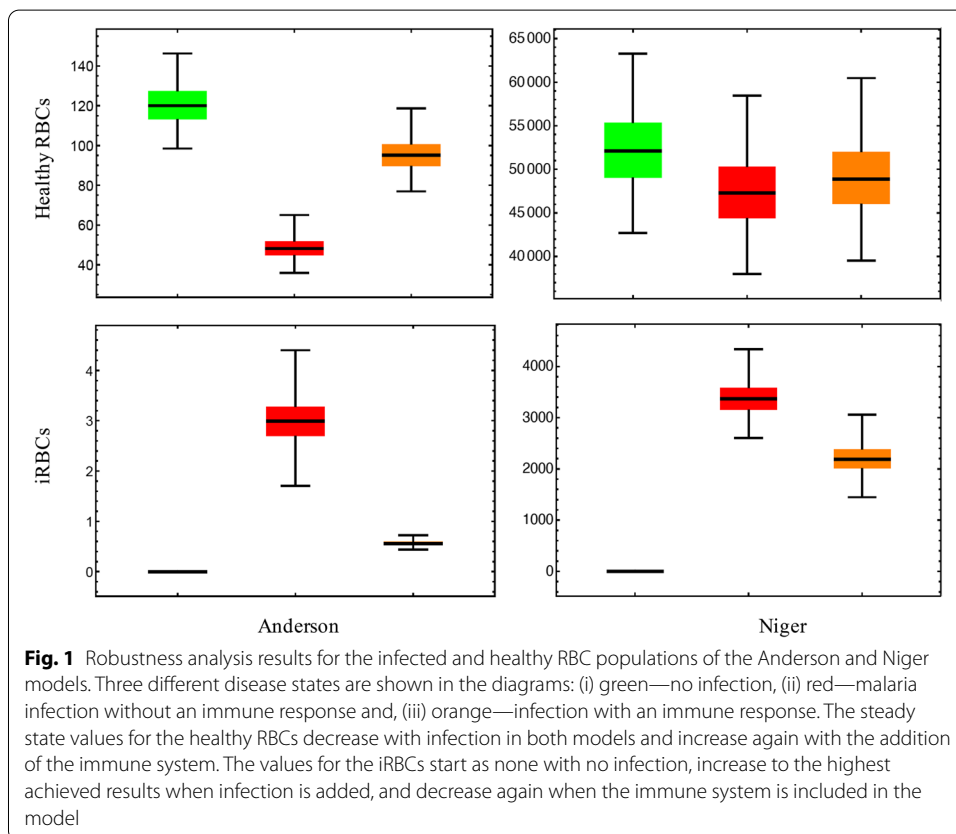 Healthy RBCs
140
120
100
80
60
40
65 000
60 000
55 000
50 000
45 000
40 000
iRBCs
4
3
2
1
0
4000
3000
2000
1000
0
Anderson
Niger
Fig. 1 Robustness analysis results for the infected and healthy RBC populations of the Anderson and Niger
models. Three different disease states are shown in the diagrams: (i) green—no infection, (ii) red—malaria
infection without an immune response and, (iii) orange—infection with an immune response. The steady
state values for the healthy RBCs decrease with infection in both models and increase again with the addition
of the immune system. The values for the iRBCs start as none with no infection, increase to the highest
achieved results when infection is added, and decrease again when the immune system is included in the
model